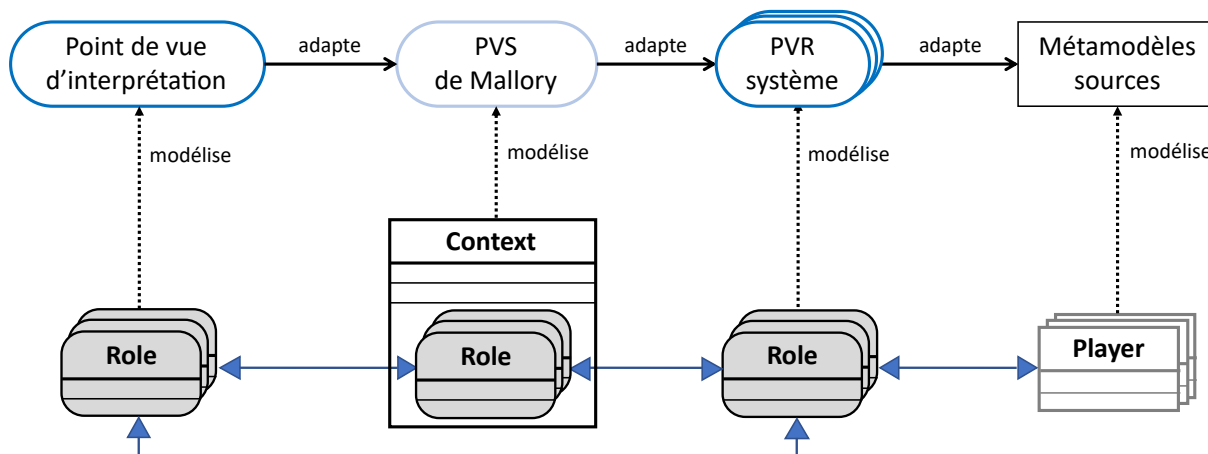 Point de vue
d'interprétation
adapte
PVS
de Mallory
adapte
PVR
système
adapte
Métamodèles
sources
modélise
modélise
modélise
modélise
Context
Role
Role
Role
Player